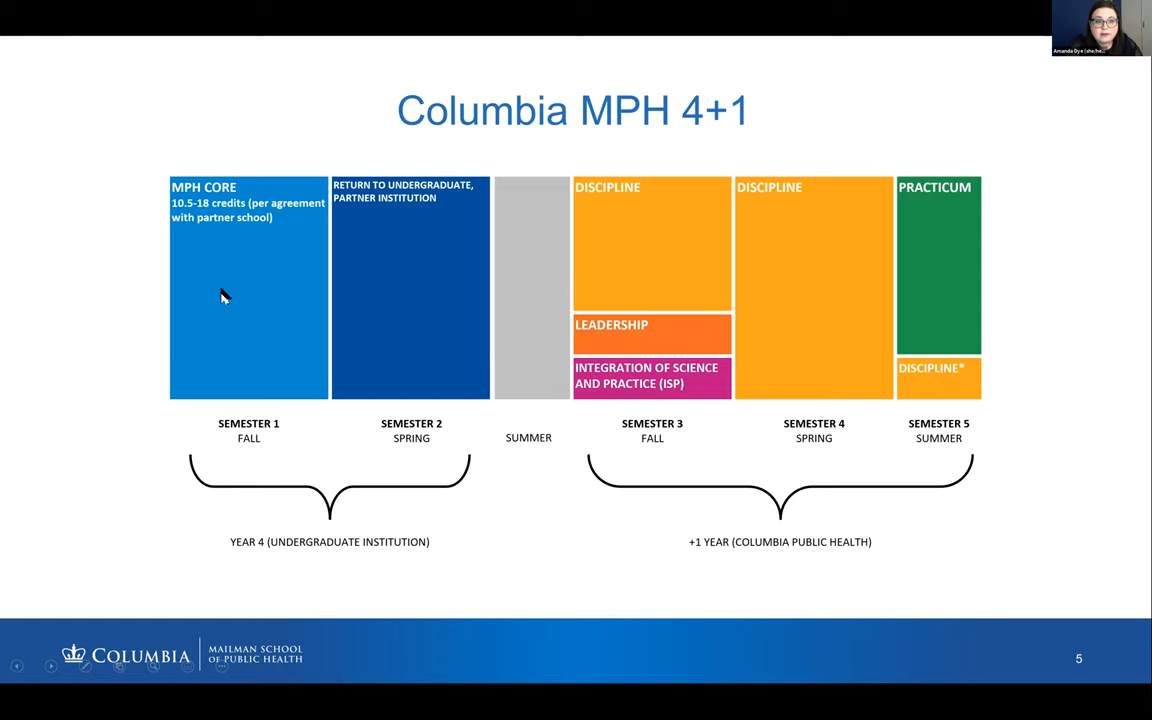 Amanda Dye (she/he...
Columbia MPH 4+1
MPH CORE
10.5-18 credits (per agreement
with partner school)
RETURN TO UNDERGRADUATE,
PARTNER INSTITUTION
DISCIPLINE
LEADERSHIP
INTEGRATION OF SCIENCE
AND PRACTICE (ISP)
DISCIPLINE
PRACTICUM
DISCIPLINE*
SEMESTER 1
FALL
SEMESTER 2
SPRING
SUMMER
SEMESTER 3
FALL
SEMESTER 4
SPRING
SEMESTER 5
SUMMER
YEAR 4 (UNDERGRADUATE INSTITUTION)
+1 YEAR (COLUMBIA PUBLIC HEALTH)
COLUMBIA
MAILMAN SCHOOL
OF PUBLIC HEALTH
5